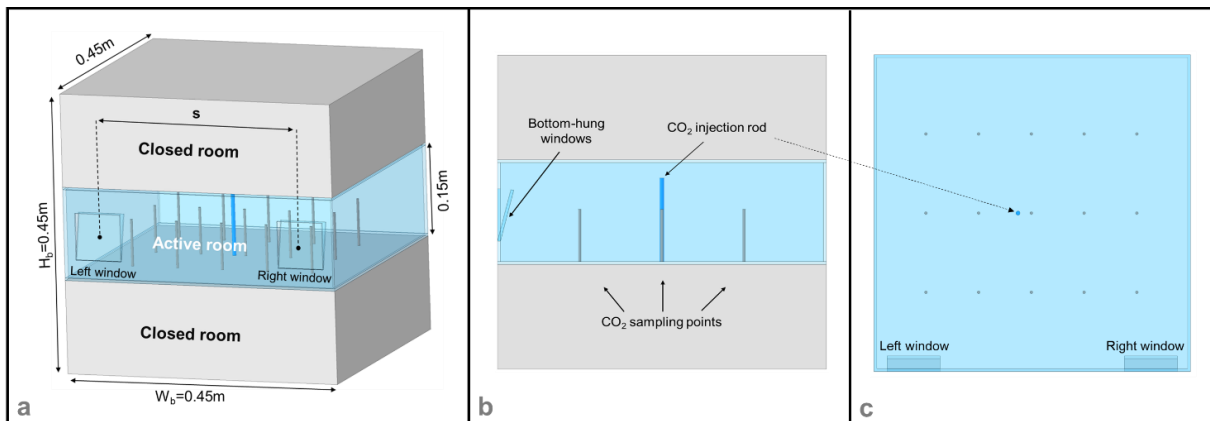 0.45m
s
Closed room
0.15m
Active room
Left window
Right window
H_b=0.45m
Closed room
W_b=0.45m
a
Bottom-hung
windows
CO₂ injection rod
CO₂ sampling points
b
Left window
Right window
c